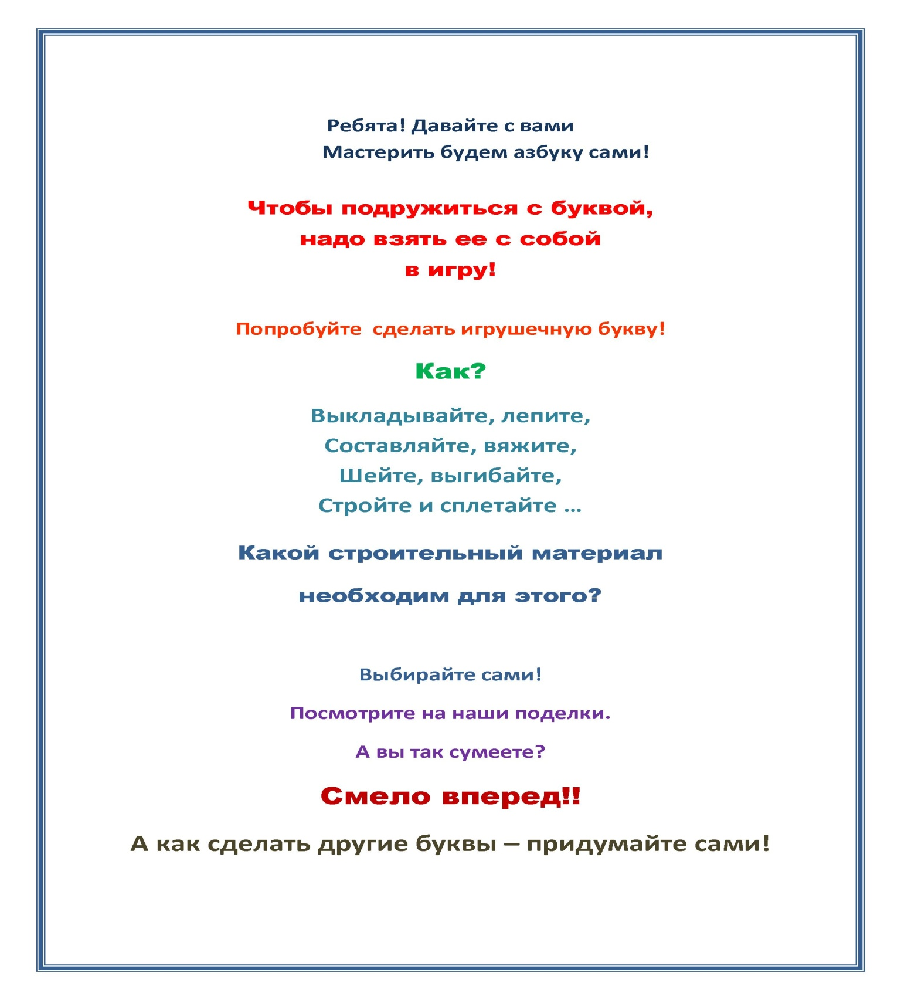 Ребята! Давайте с вами
Мастерить будем азбуку сами!
Чтобы подружиться с буквой,
надо взять ее с собой
в игру!
Попробуйте  сделать игрушечную букву!
Как?
Выкладывайте, лепите,
Составляйте, вяжите,
Шейте, выгибайте,
Стройте и сплетайте ...
Какой строительный материал
необходим для этого?
Выбирайте сами!
Посмотрите на наши поделки.
А вы так сумеете?
Смело вперед!!
А как сделать другие буквы – придумайте сами!